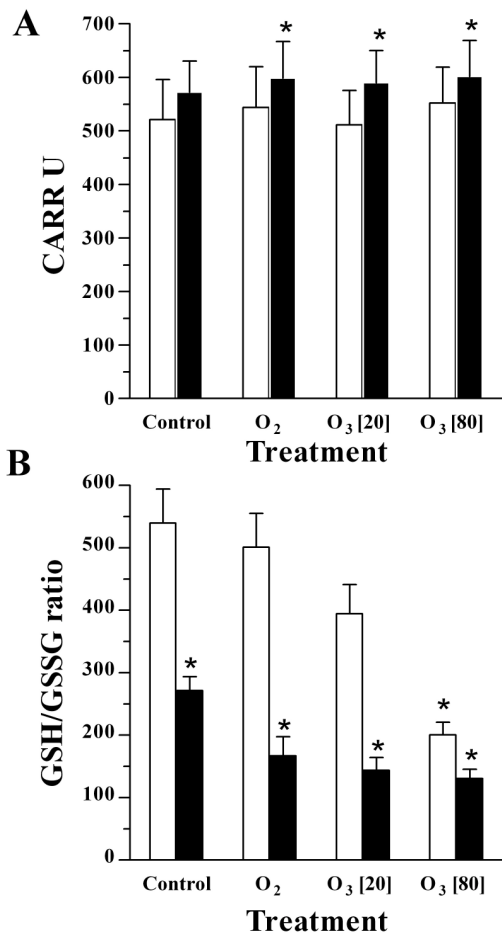 A
CARR U
700
600
500
400
300
200
100
0
* * *
Control O₂ O₃ [20] O₃ [80]
Treatment
B
GSH/GSSG ratio
600
500
400
300
200
100
0
* * * * *
Control O₂ O₃ [20] O₃ [80]
Treatment